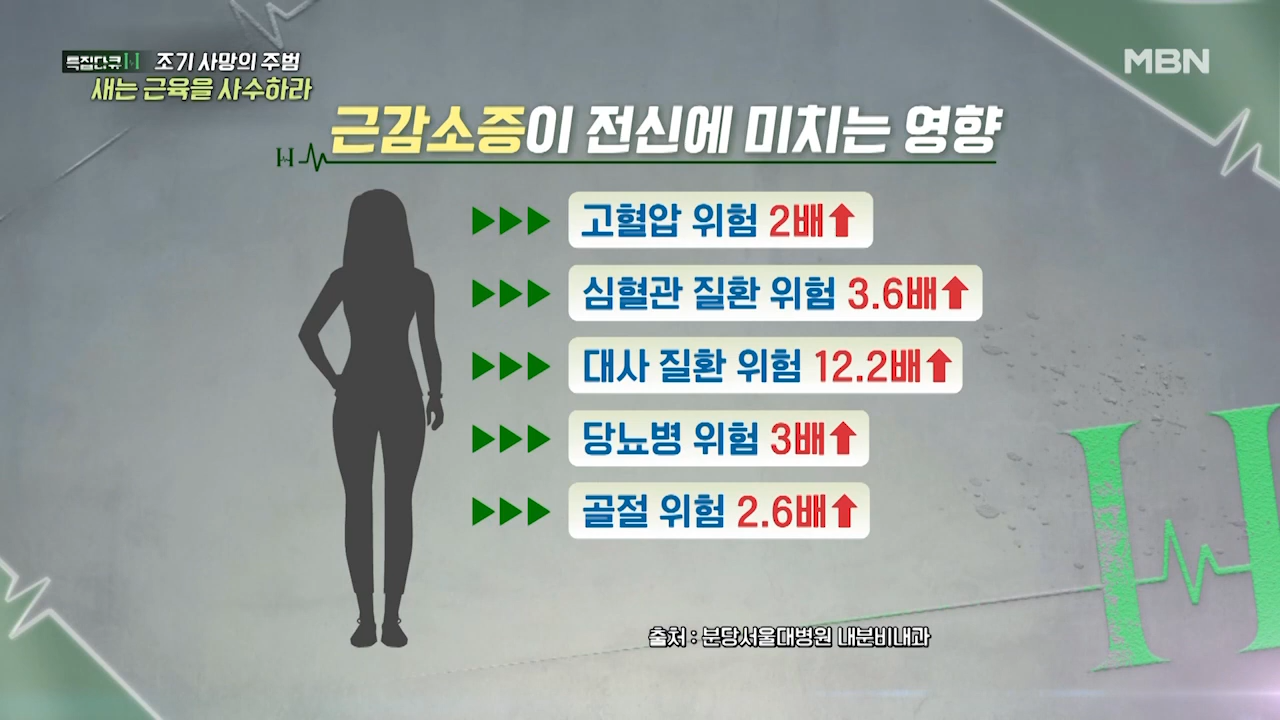 특집다큐H 조기 사망의 주범
새는 근육을 사수하라
MBN
근감소증이 전신에 미치는 영향
H
고혈압 위험 2배
심혈관 질환 위험 3.6배
대사 질환 위험 12.2배
당뇨병 위험 3배
골절 위험 2.6배
H
출처 : 분당서울대병원 내분비내과